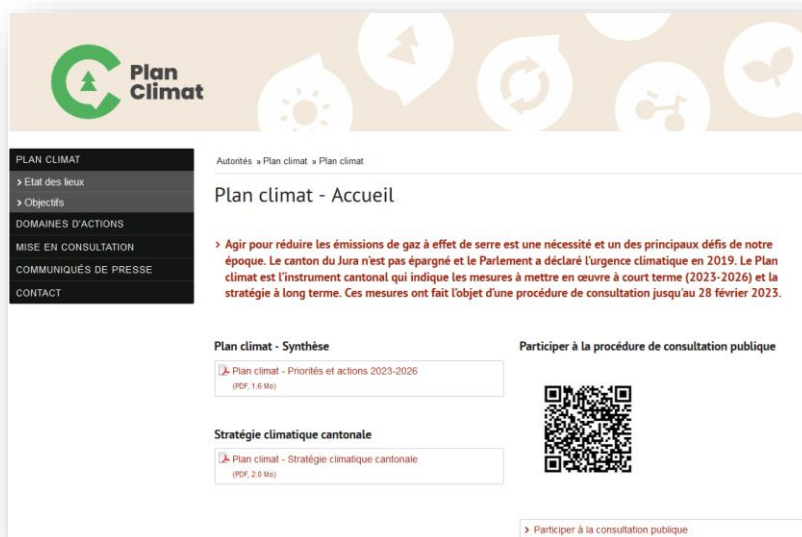 Plan
Climat
PLAN CLIMAT
› Etat des lieux
› Objectifs
DOMAINES D'ACTIONS
MISE EN CONSULTATION
COMMUNIQUÉS DE PRESSE
CONTACT
Autorités » Plan climat » Plan climat
Plan climat - Accueil
› Agir pour réduire les émissions de gaz à effet de serre est une nécessité et un des principaux défis de notre
époque. Le canton du Jura n'est pas épargné et le Parlement a déclaré l'urgence climatique en 2019. Le Plan
climat est l'instrument cantonal qui indique les mesures à mettre en œuvre à court terme (2023-2026) et la
stratégie à long terme. Ces mesures ont fait l'objet d'une procédure de consultation jusqu'au 28 février 2023.
Plan climat - Synthèse
Plan climat - Priorités et actions 2023-2026
(PDF, 1.6 Mo)
Stratégie climatique cantonale
Plan climat - Stratégie climatique cantonale
(PDF, 2.0 Mo)
Participer à la procédure de consultation publique
› Participer à la consultation publique